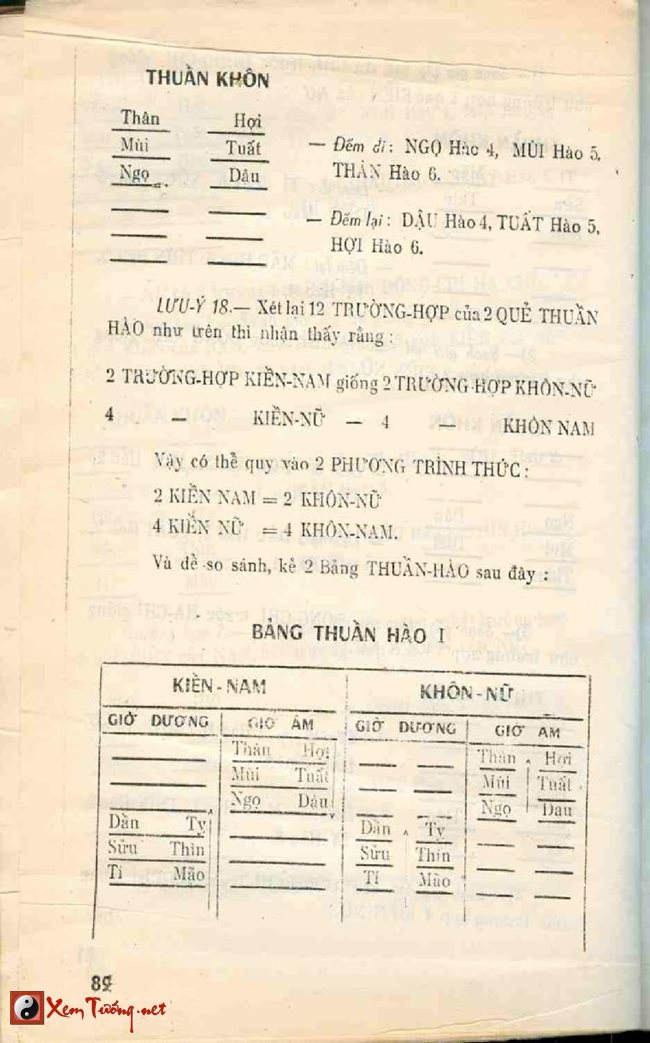 THUẦN KHÔN
Thân Hợi
Mùi Tuất
Ngọ Dậu
— Đếm đi: NGỌ Hào 4, MÙI Hào 5,
THÂN Hào 6.
— Đếm lại: DẬU Hào 4, TUẤT Hào 5,
HỢI Hào 6.
LƯU-Ý 18.— Xét lại 12 TRƯỜNG-HỢP của 2 QUẺ THUẦN
HÀO như trên thì nhận thấy rằng:
2 TRƯỜNG-HỢP KIỀN-NAM giống 2 TRƯỜNG-HỢP KHÔN-NỮ
4 — KIỀN-NỮ — 4 — KHÔN NAM
Vậy có thể quy vào 2 PHƯƠNG TRÌNH THỨC:
2 KIỀN NAM = 2 KHÔN-NỮ
4 KIỀN NỮ = 4 KHÔN-NAM.
Và để so sánh, kẻ 2 Bảng THUẦN-HÀO sau đây:
BẢNG THUẦN HÀO I
KIỀN - NAM KHÔN - NỮ
GIỜ DƯƠNG GIỜ ÂM GIỜ DƯƠNG GIỜ ÂM
Thân Hợi Thân Hợi
Mùi Tuất Mùi Tuất
Ngọ Dậu Ngọ Dậu
Dần Tỵ Dần Tỵ
Sửu Thìn Sửu Thìn
Tí Mão Tí Mão
XemTướng.net